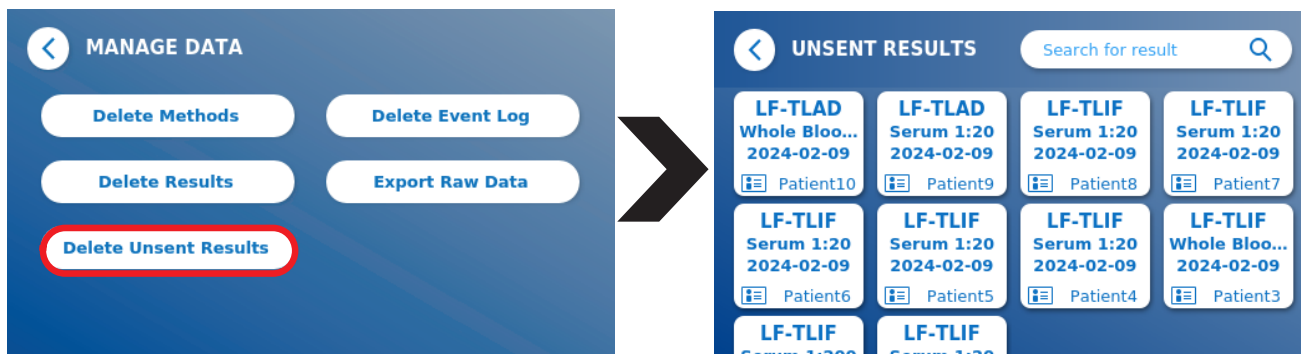 MANAGE DATA
Delete Methods
Delete Event Log
Delete Results
Export Raw Data
Delete Unsent Results
UNSENT RESULTS
Search for result
LF-TLAD
Whole Bloo...
2024-02-09
Patient10
LF-TLAD
Serum 1:20
2024-02-09
Patient9
LF-TLIF
Serum 1:20
2024-02-09
Patient8
LF-TLIF
Serum 1:20
2024-02-09
Patient7
LF-TLIF
Serum 1:20
2024-02-09
Patient6
LF-TLIF
Serum 1:20
2024-02-09
Patient5
LF-TLIF
Serum 1:20
2024-02-09
Patient4
LF-TLIF
Whole Bloo...
2024-02-09
Patient3
LF-TLIF
LF-TLIF